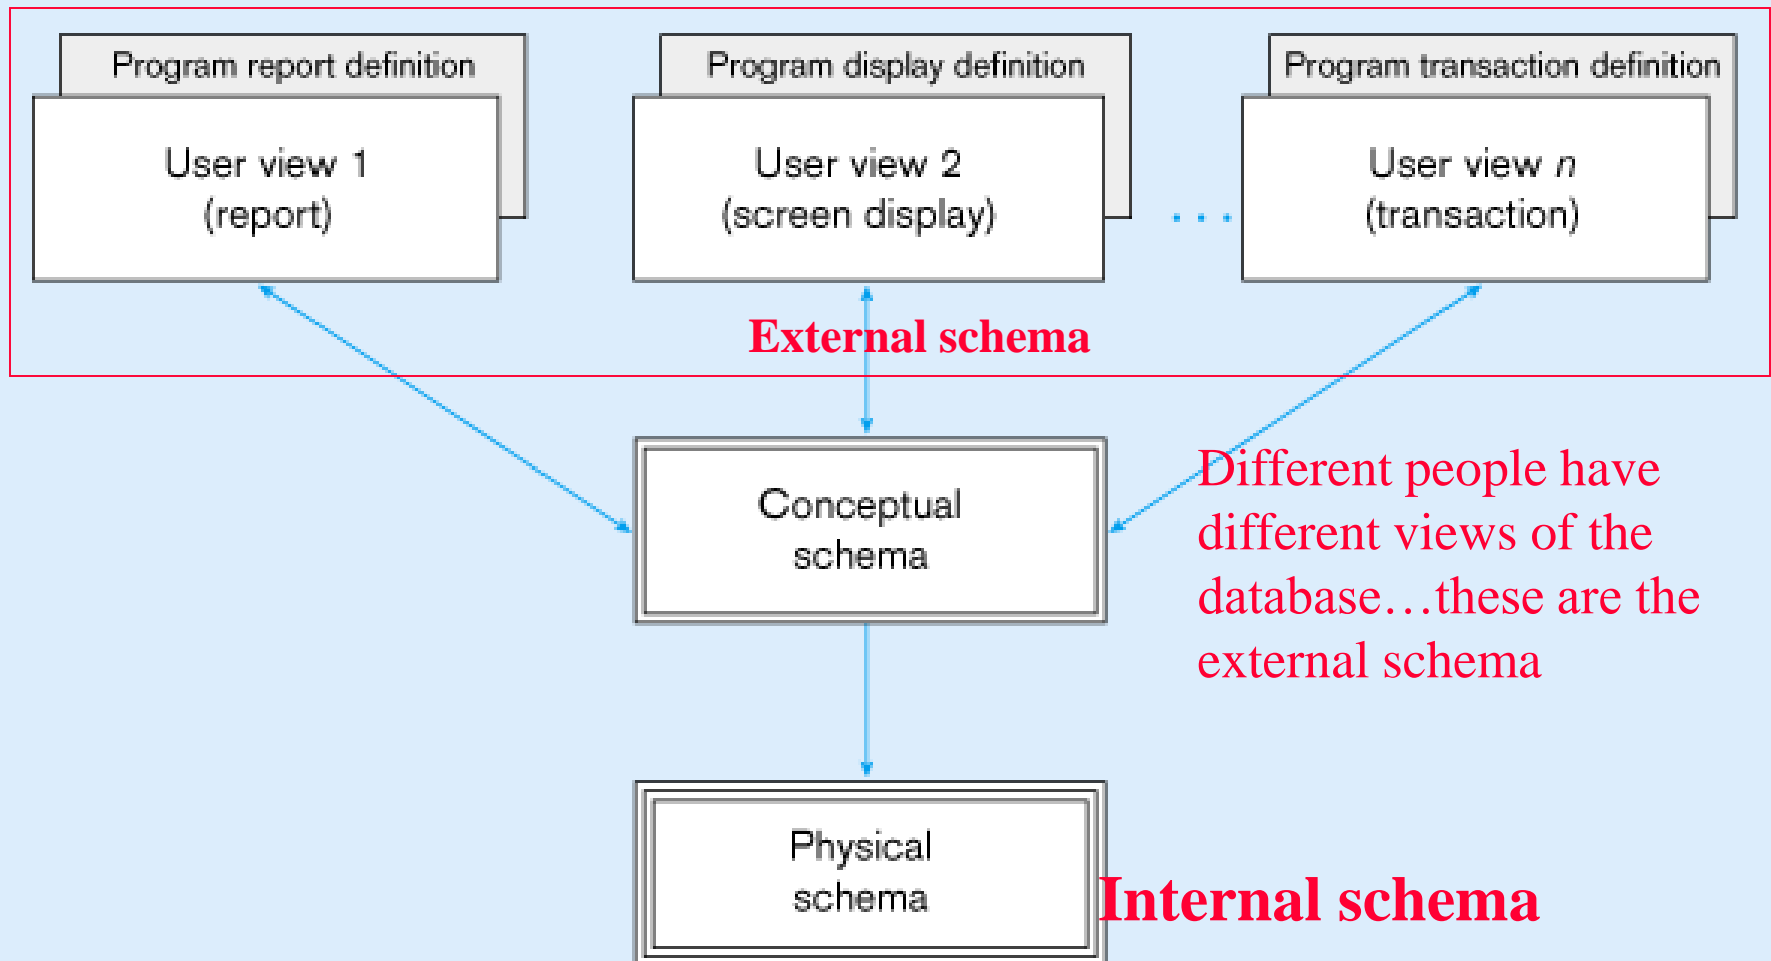 Program report definition
User view 1
(report)
Program display definition
User view 2
(screen display)
. . .
Program transaction definition
User view n
(transaction)
External schema
Conceptual
schema
Different people have
different views of the
database…these are the
external schema
Physical
schema
Internal schema